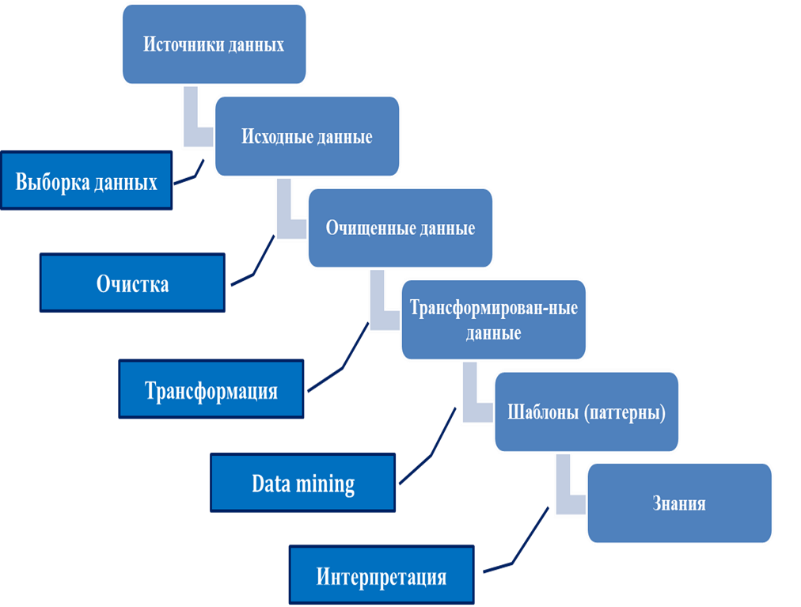 Источники данных
Исходные данные
Выборка данных
Очищенные данные
Очистка
Трансформирован-ные
данные
Трансформация
Шаблоны (паттерны)
Data mining
Знания
Интерпретация